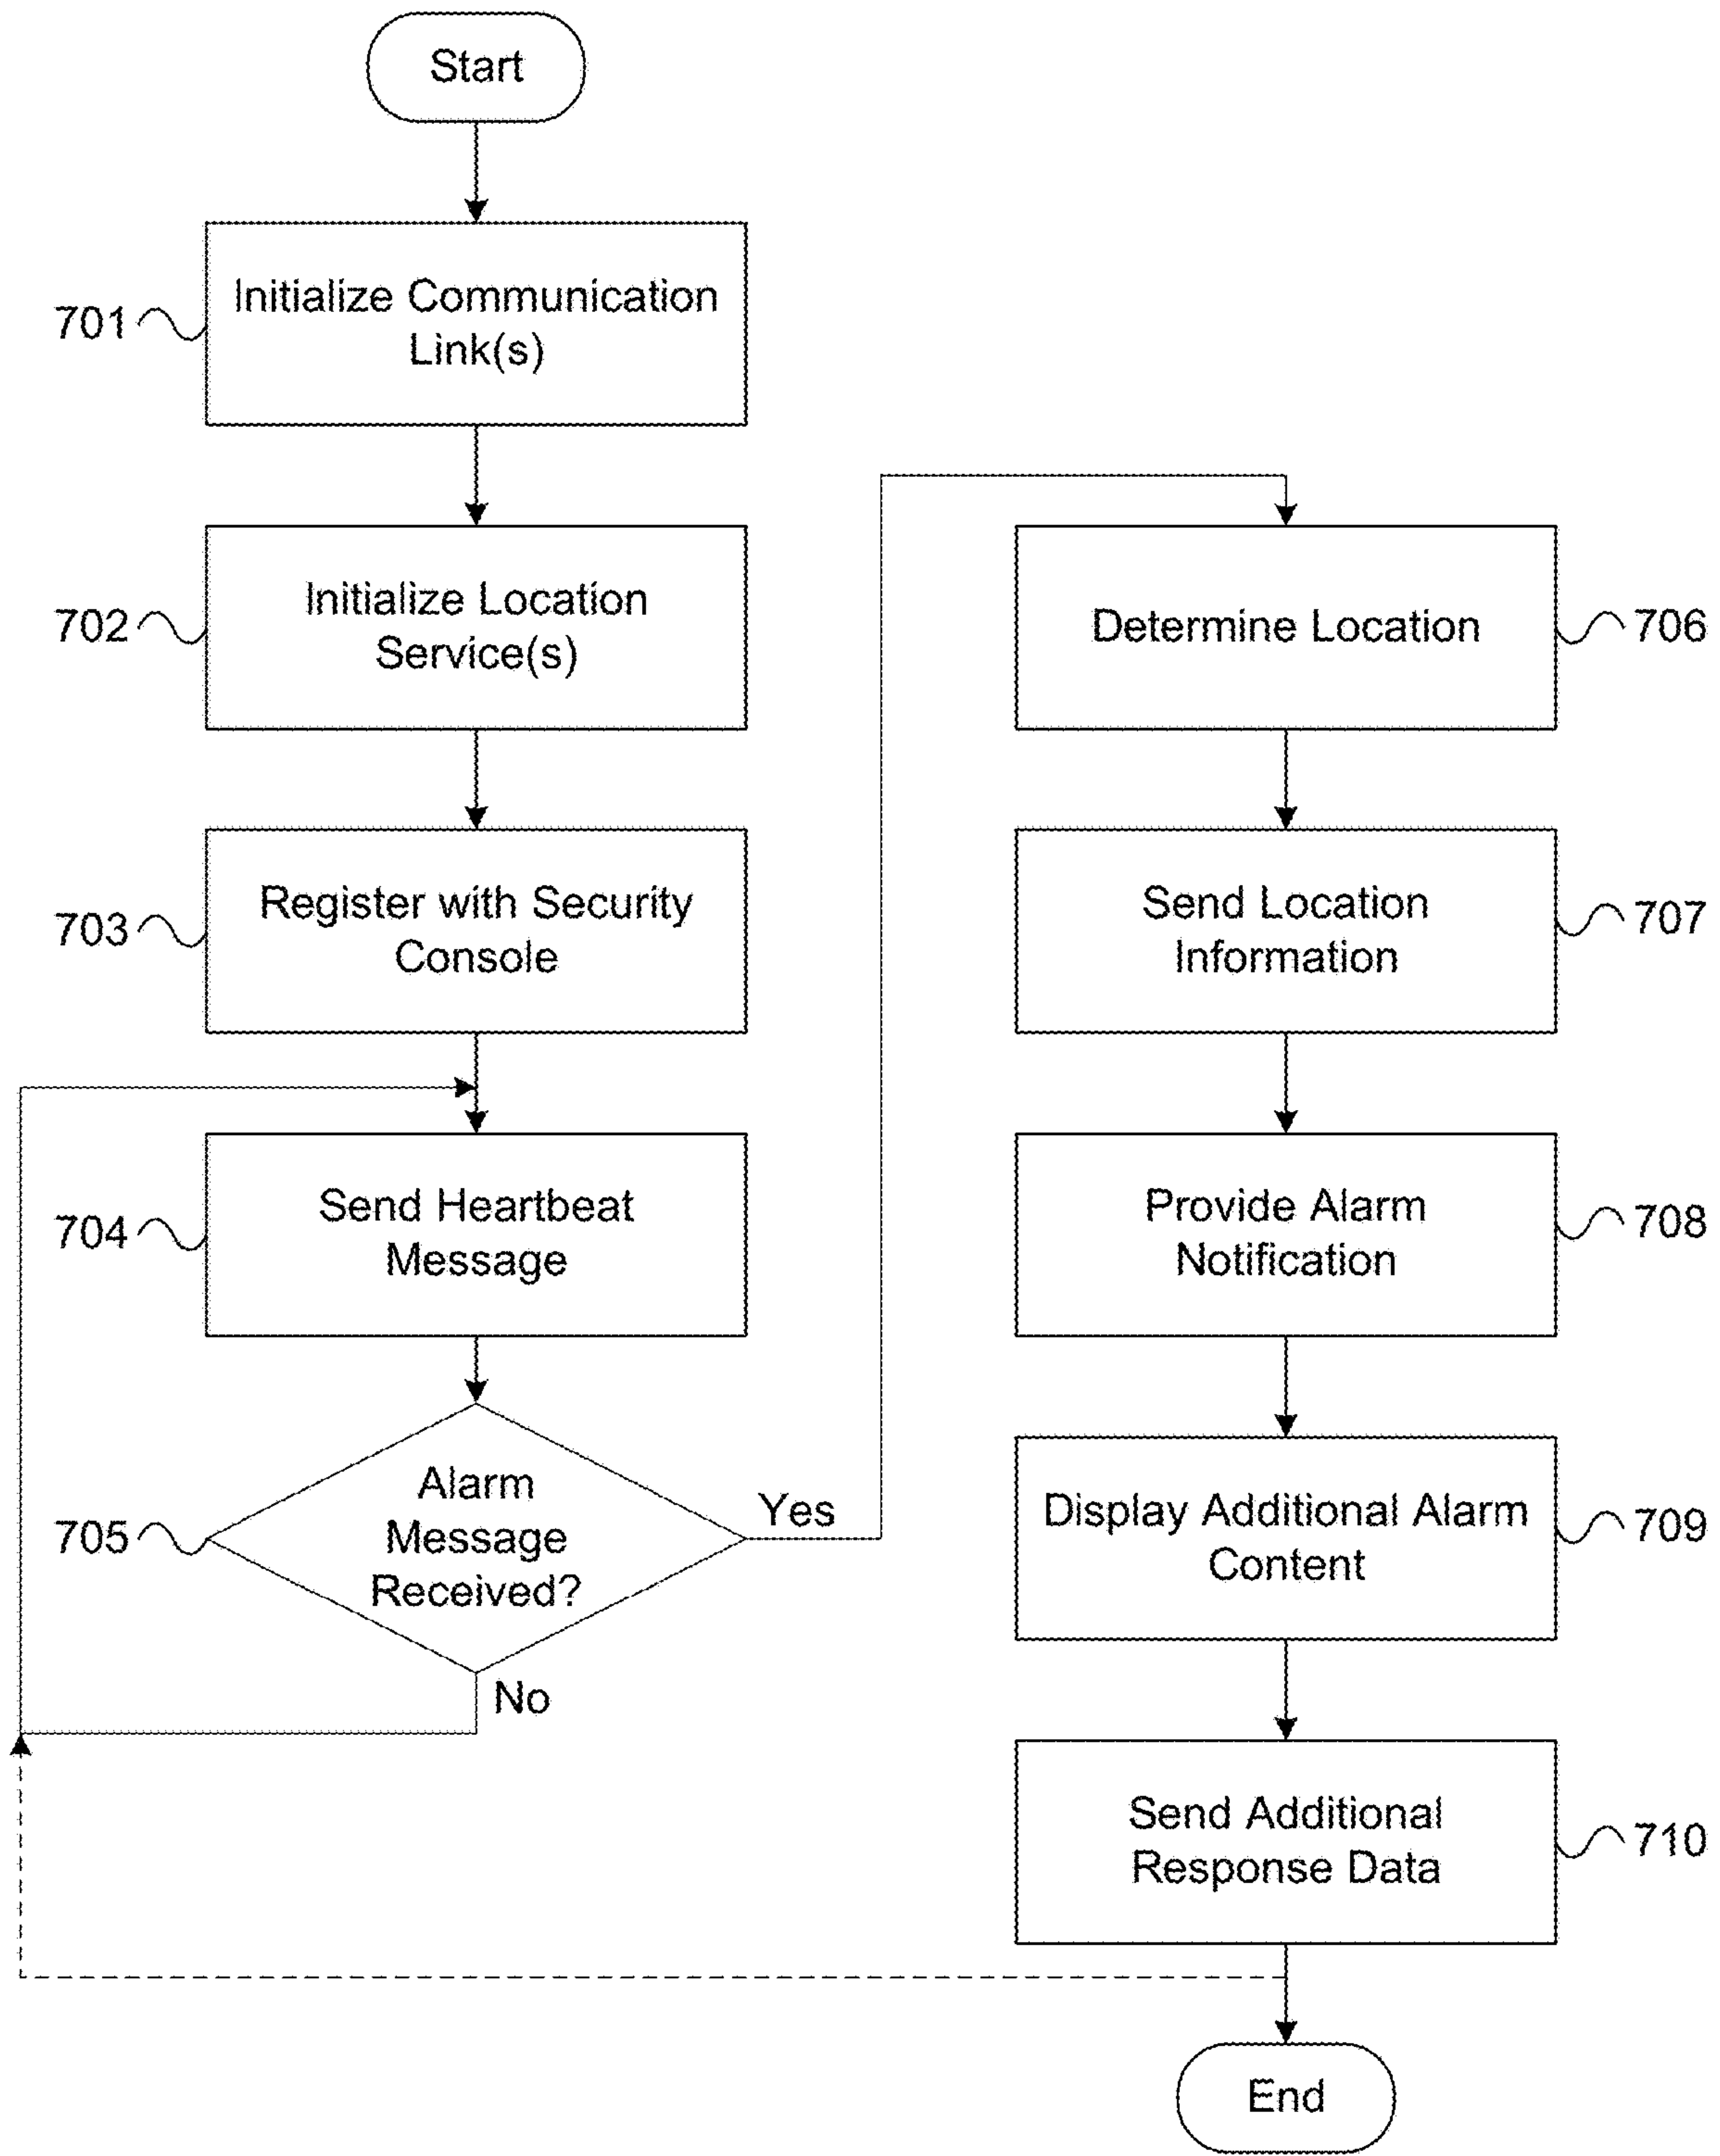 Start
701
Initialize Communication
Link(s)
702
Initialize Location
Service(s)
703
Register with Security
Console
704
Send Heartbeat
Message
705
Alarm
Message
Received?
Yes
No
Determine Location
706
Send Location
Information
707
Provide Alarm
Notification
708
Display Additional Alarm
Content
709
Send Additional
Response Data
710
End